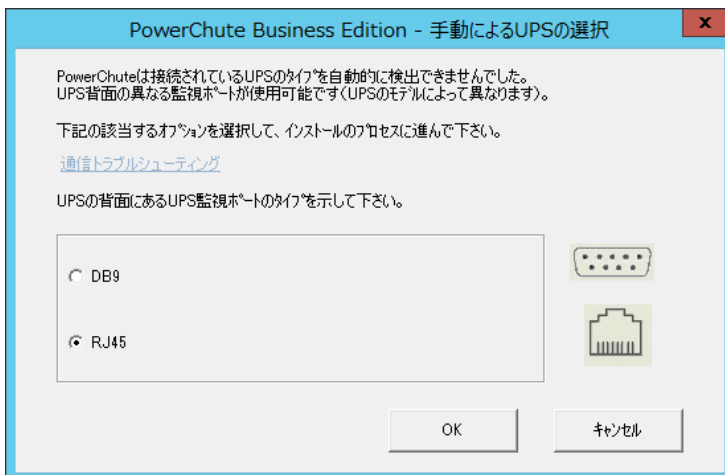 PowerChute Business Edition - 手動によるUPSの選択
x
PowerChuteは接続されているUPSのタイプを自動的に検出できませんでした。
UPS背面の異なる監視ポートが使用可能です(UPSのモデルによって異なります)。
下記の該当するオプションを選択して、インストールのプロセスに進んで下さい。
通信トラブルシューティング
UPSの背面にあるUPS監視ポートのタイプを示して下さい。
DB9
RJ45
OK
キャンセル